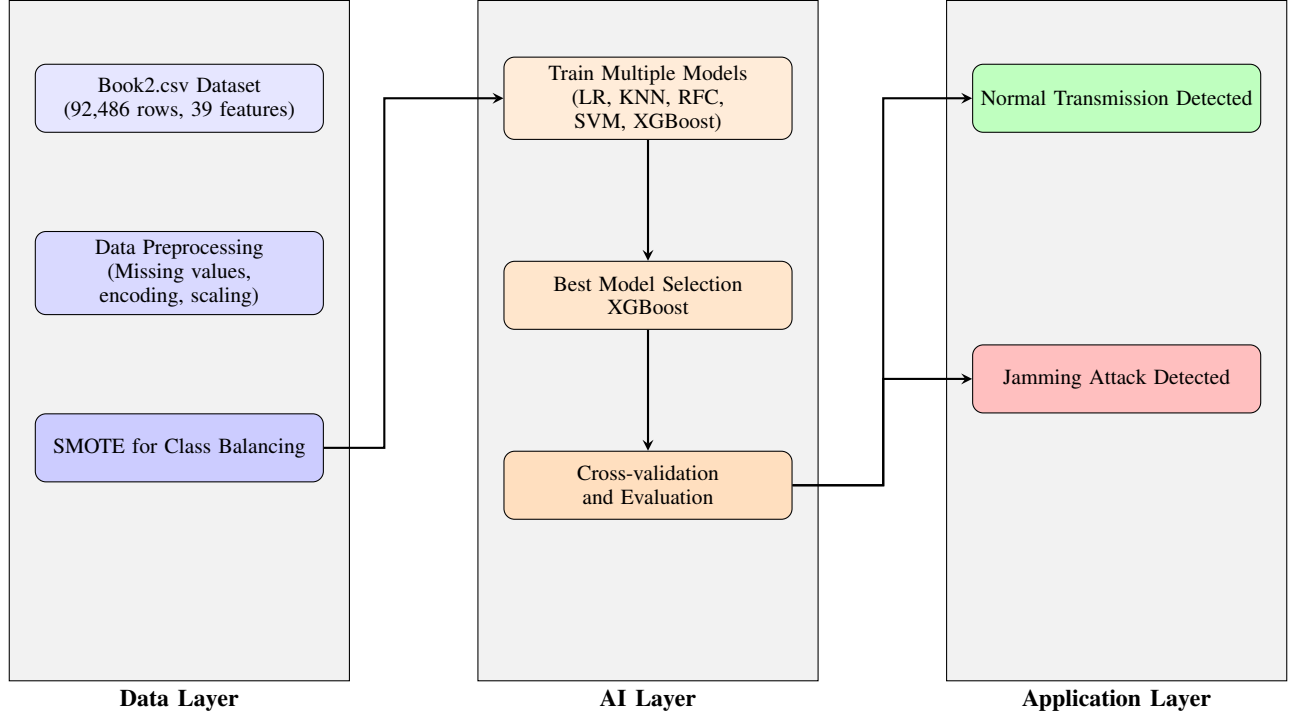 Book2.csv Dataset
(92,486 rows, 39 features)
Data Preprocessing
(Missing values,
encoding, scaling)
SMOTE for Class Balancing
Data Layer
Train Multiple Models
(LR, KNN, RFC,
SVM, XGBoost)
Best Model Selection
XGBoost
Cross-validation
and Evaluation
AI Layer
Normal Transmission Detected
Jamming Attack Detected
Application Layer